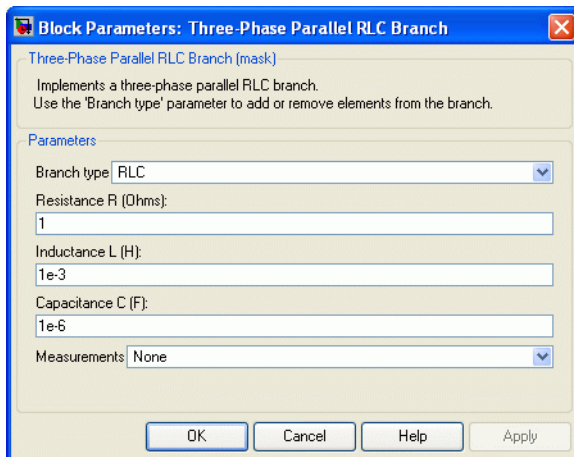 Block Parameters: Three-Phase Parallel RLC Branch
Three-Phase Parallel RLC Branch (mask)
Implements a three-phase parallel RLC branch.
Use the 'Branch type' parameter to add or remove elements from the branch.
Parameters
Branch type RLC
Resistance R (Ohms):
1
Inductance L (H):
1e-3
Capacitance C (F):
1e-6
Measurements None
OK Cancel Help Apply